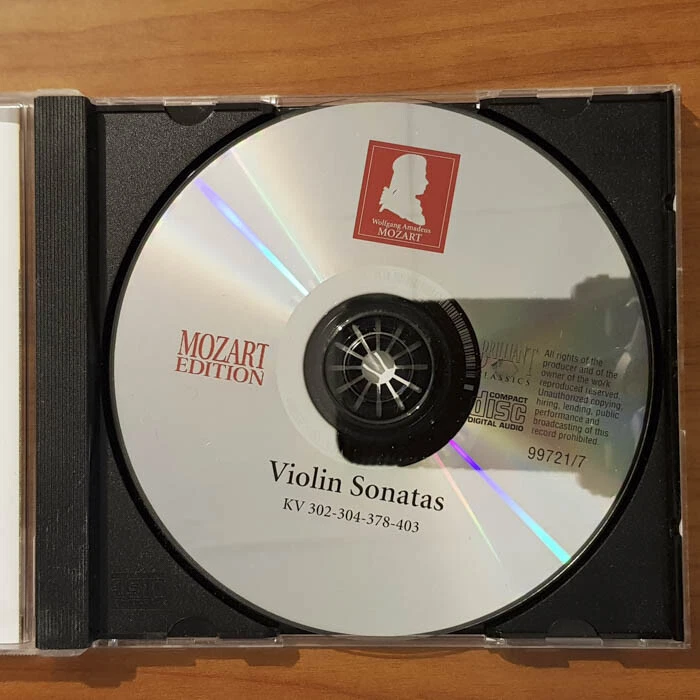 Wolfgang Amadeus
MOZART
MOZART
EDITION
BRILLIANT
CLASSICS
COMPACT
disc
DIGITAL AUDIO
All rights of the
producer and of the
owner of the work
reproduced reserved.
Unauthorized copying,
hiring, lending, public
performance and
broadcasting of this
record prohibited.
99721/7
Violin Sonatas
KV 302-304-378-403